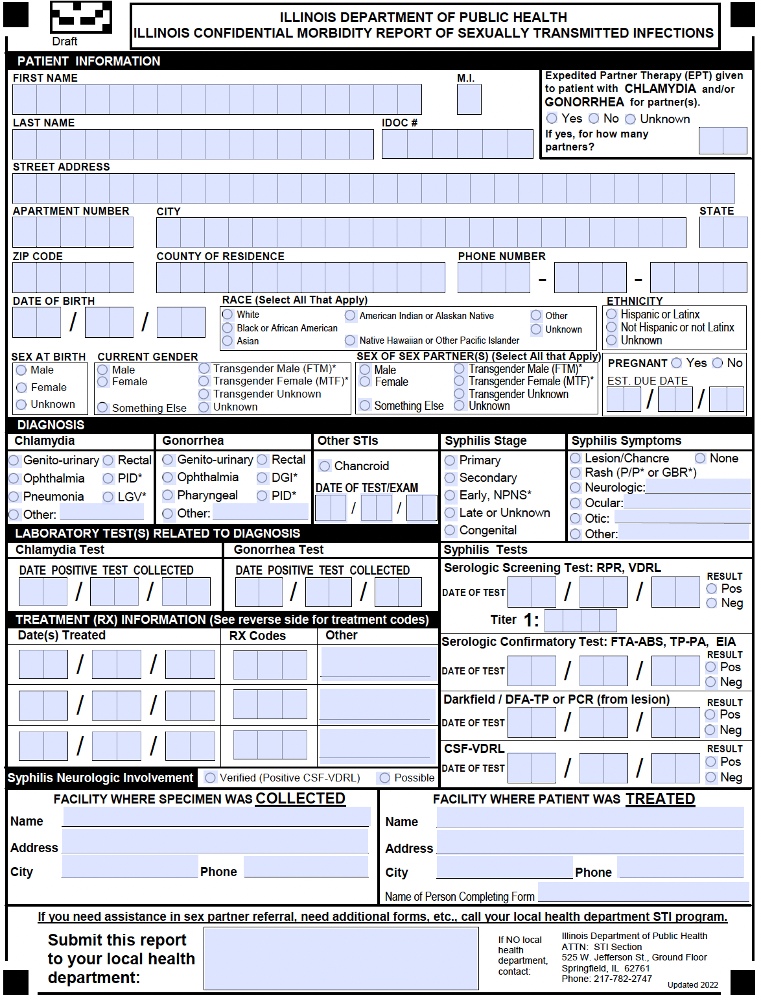 Draft
ILLINOIS DEPARTMENT OF PUBLIC HEALTH
ILLINOIS CONFIDENTIAL MORBIDITY REPORT OF SEXUALLY TRANSMITTED INFECTIONS
PATIENT INFORMATION
FIRST NAME M.I.
Expedited Partner Therapy (EPT) given
to patient with CHLAMYDIA and/or
GONORRHEA for partner(s).
Yes No Unknown
If yes, for how many
partners?
LAST NAME IDOC #
STREET ADDRESS
APARTMENT NUMBER CITY STATE
ZIP CODE COUNTY OF RESIDENCE PHONE NUMBER
– –
DATE OF BIRTH
/ /
RACE (Select All That Apply)
White American Indian or Alaskan Native Other
Black or African American Unknown
Asian Native Hawaiian or Other Pacific Islander
ETHNICITY
Hispanic or Latinx
Not Hispanic or not Latinx
Unknown
SEX AT BIRTH
Male
Female
Unknown
CURRENT GENDER
Male Transgender Male (FTM)*
Female Transgender Female (MTF)*
Transgender Unknown
Something Else Unknown
SEX OF SEX PARTNER(S) (Select All that Apply)
Male Transgender Male (FTM)*
Female Transgender Female (MTF)*
Transgender Unknown
Something Else Unknown
PREGNANT Yes No
EST. DUE DATE
/ /
DIAGNOSIS
Chlamydia
Genito-urinary Rectal
Ophthalmia PID*
Pneumonia LGV*
Other:
Gonorrhea
Genito-urinary Rectal
Ophthalmia DGI*
Pharyngeal PID*
Other:
Other STIs
Chancroid
DATE OF TEST/EXAM
/ /
Syphilis Stage
Primary
Secondary
Early, NPNS*
Late or Unknown
Congenital
Syphilis Symptoms
Lesion/Chancre None
Rash (P/P* or GBR*)
Neurologic:
Ocular:
Otic:
Other:
LABORATORY TEST(S) RELATED TO DIAGNOSIS
Chlamydia Test
DATE POSITIVE TEST COLLECTED
/ /
Gonorrhea Test
DATE POSITIVE TEST COLLECTED
/ /
TREATMENT (RX) INFORMATION (See reverse side for treatment codes)
Date(s) Treated RX Codes Other
/ /
/ /
/ /
Syphilis Neurologic Involvement Verified (Positive CSF-VDRL) Possible
Syphilis Tests
Serologic Screening Test: RPR, VDRL
RESULT
DATE OF TEST / / Pos
Neg
Titer 1:
Serologic Confirmatory Test: FTA-ABS, TP-PA, EIA
RESULT
DATE OF TEST / / Pos
Neg
Darkfield / DFA-TP or PCR (from lesion)
RESULT
DATE OF TEST / / Pos
Neg
CSF-VDRL
RESULT
DATE OF TEST / / Pos
Neg
FACILITY WHERE SPECIMEN WAS COLLECTED
Name
Address
City Phone
FACILITY WHERE PATIENT WAS TREATED
Name
Address
City Phone
Name of Person Completing Form
If you need assistance in sex partner referral, need additional forms, etc., call your local health department STI program.
Submit this report
to your local health
department:
If NO local
health
department,
contact:
Illinois Department of Public Health
ATTN: STI Section
525 W. Jefferson St., Ground Floor
Springfield, IL 62761
Phone: 217-782-2747
Updated 2022